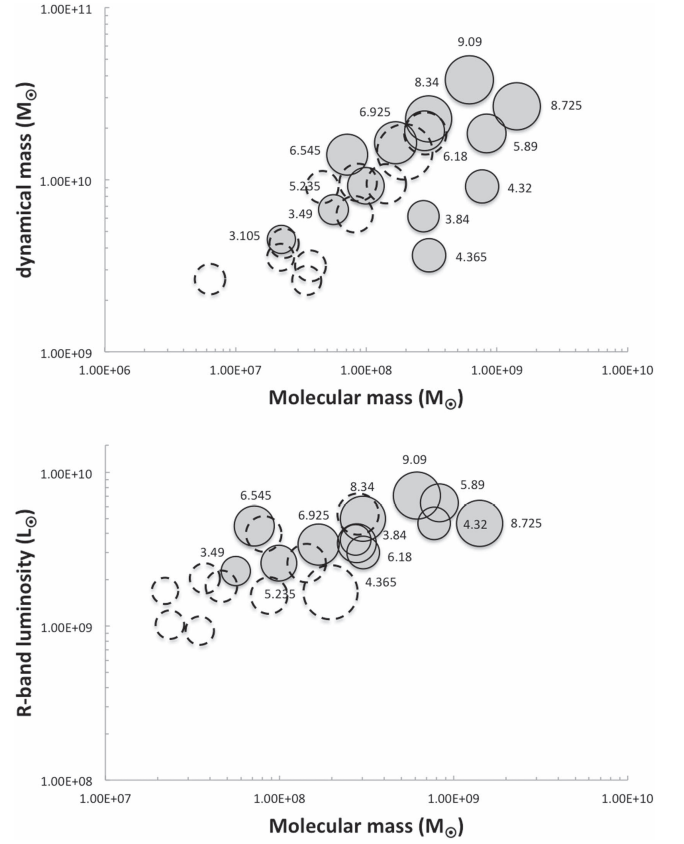 1.00E+11
9.09
8.34
8.725
6.925
5.89
6.545
6.18
1.00E+10
5.235
4.32
3.49
3.84
3.105
4.365
1.00E+09
1.00E+06 1.00E+07 1.00E+08 1.00E+09 1.00E+10
dynamical mass (M☉)
Molecular mass (M☉)
9.09
1.00E+10
5.89
6.545
8.34
6.925
4.32
8.725
3.84
3.49
6.18
4.365
5.235
1.00E+09
1.00E+08
1.00E+07 1.00E+08 1.00E+09 1.00E+10
R-band luminosity (L☉)
Molecular mass (M☉)